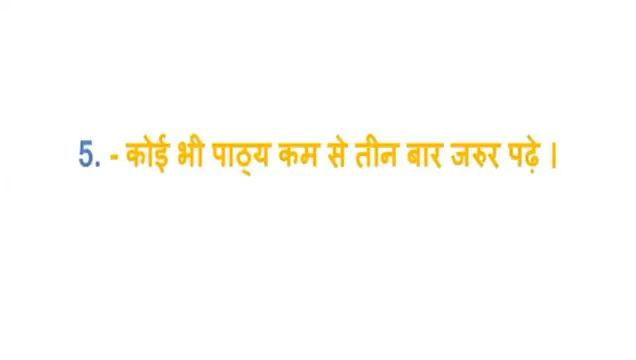 5. - कोई भी पाठ्य कम से तीन बार जरुर पढ़े |